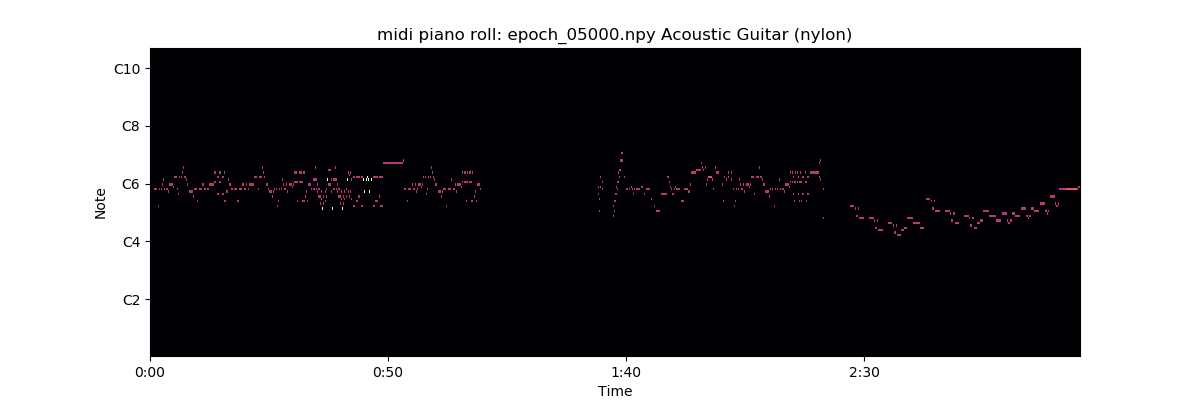 midi piano roll: epoch_05000.npy Acoustic Guitar (nylon)
C10
C8
C6
C4
C2
Note
0:00
0:50
1:40
2:30
Time